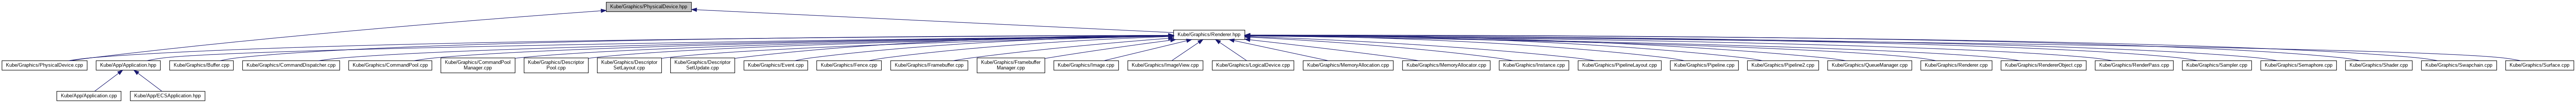 Kube/Graphics/PhysicalDevice.hpp
Kube/Graphics/Renderer.hpp
Kube/Graphics/PhysicalDevice.cpp
Kube/App/Application.hpp
Kube/Graphics/Buffer.cpp
Kube/Graphics/CommandDispatcher.cpp
Kube/Graphics/CommandPool.cpp
Kube/Graphics/CommandPool
Manager.cpp
Kube/Graphics/Descriptor
Pool.cpp
Kube/Graphics/Descriptor
SetLayout.cpp
Kube/Graphics/Descriptor
SetUpdate.cpp
Kube/Graphics/Event.cpp
Kube/Graphics/Fence.cpp
Kube/Graphics/Framebuffer.cpp
Kube/Graphics/Framebuffer
Manager.cpp
Kube/Graphics/Image.cpp
Kube/Graphics/ImageView.cpp
Kube/Graphics/LogicalDevice.cpp
Kube/Graphics/MemoryAllocation.cpp
Kube/Graphics/MemoryAllocator.cpp
Kube/Graphics/Instance.cpp
Kube/Graphics/PipelineLayout.cpp
Kube/Graphics/Pipeline.cpp
Kube/Graphics/Pipeline2.cpp
Kube/Graphics/QueueManager.cpp
Kube/Graphics/Renderer.cpp
Kube/Graphics/RendererObject.cpp
Kube/Graphics/RenderPass.cpp
Kube/Graphics/Sampler.cpp
Kube/Graphics/Semaphore.cpp
Kube/Graphics/Shader.cpp
Kube/Graphics/Swapchain.cpp
Kube/Graphics/Surface.cpp
Kube/App/Application.cpp
Kube/App/ECSApplication.hpp